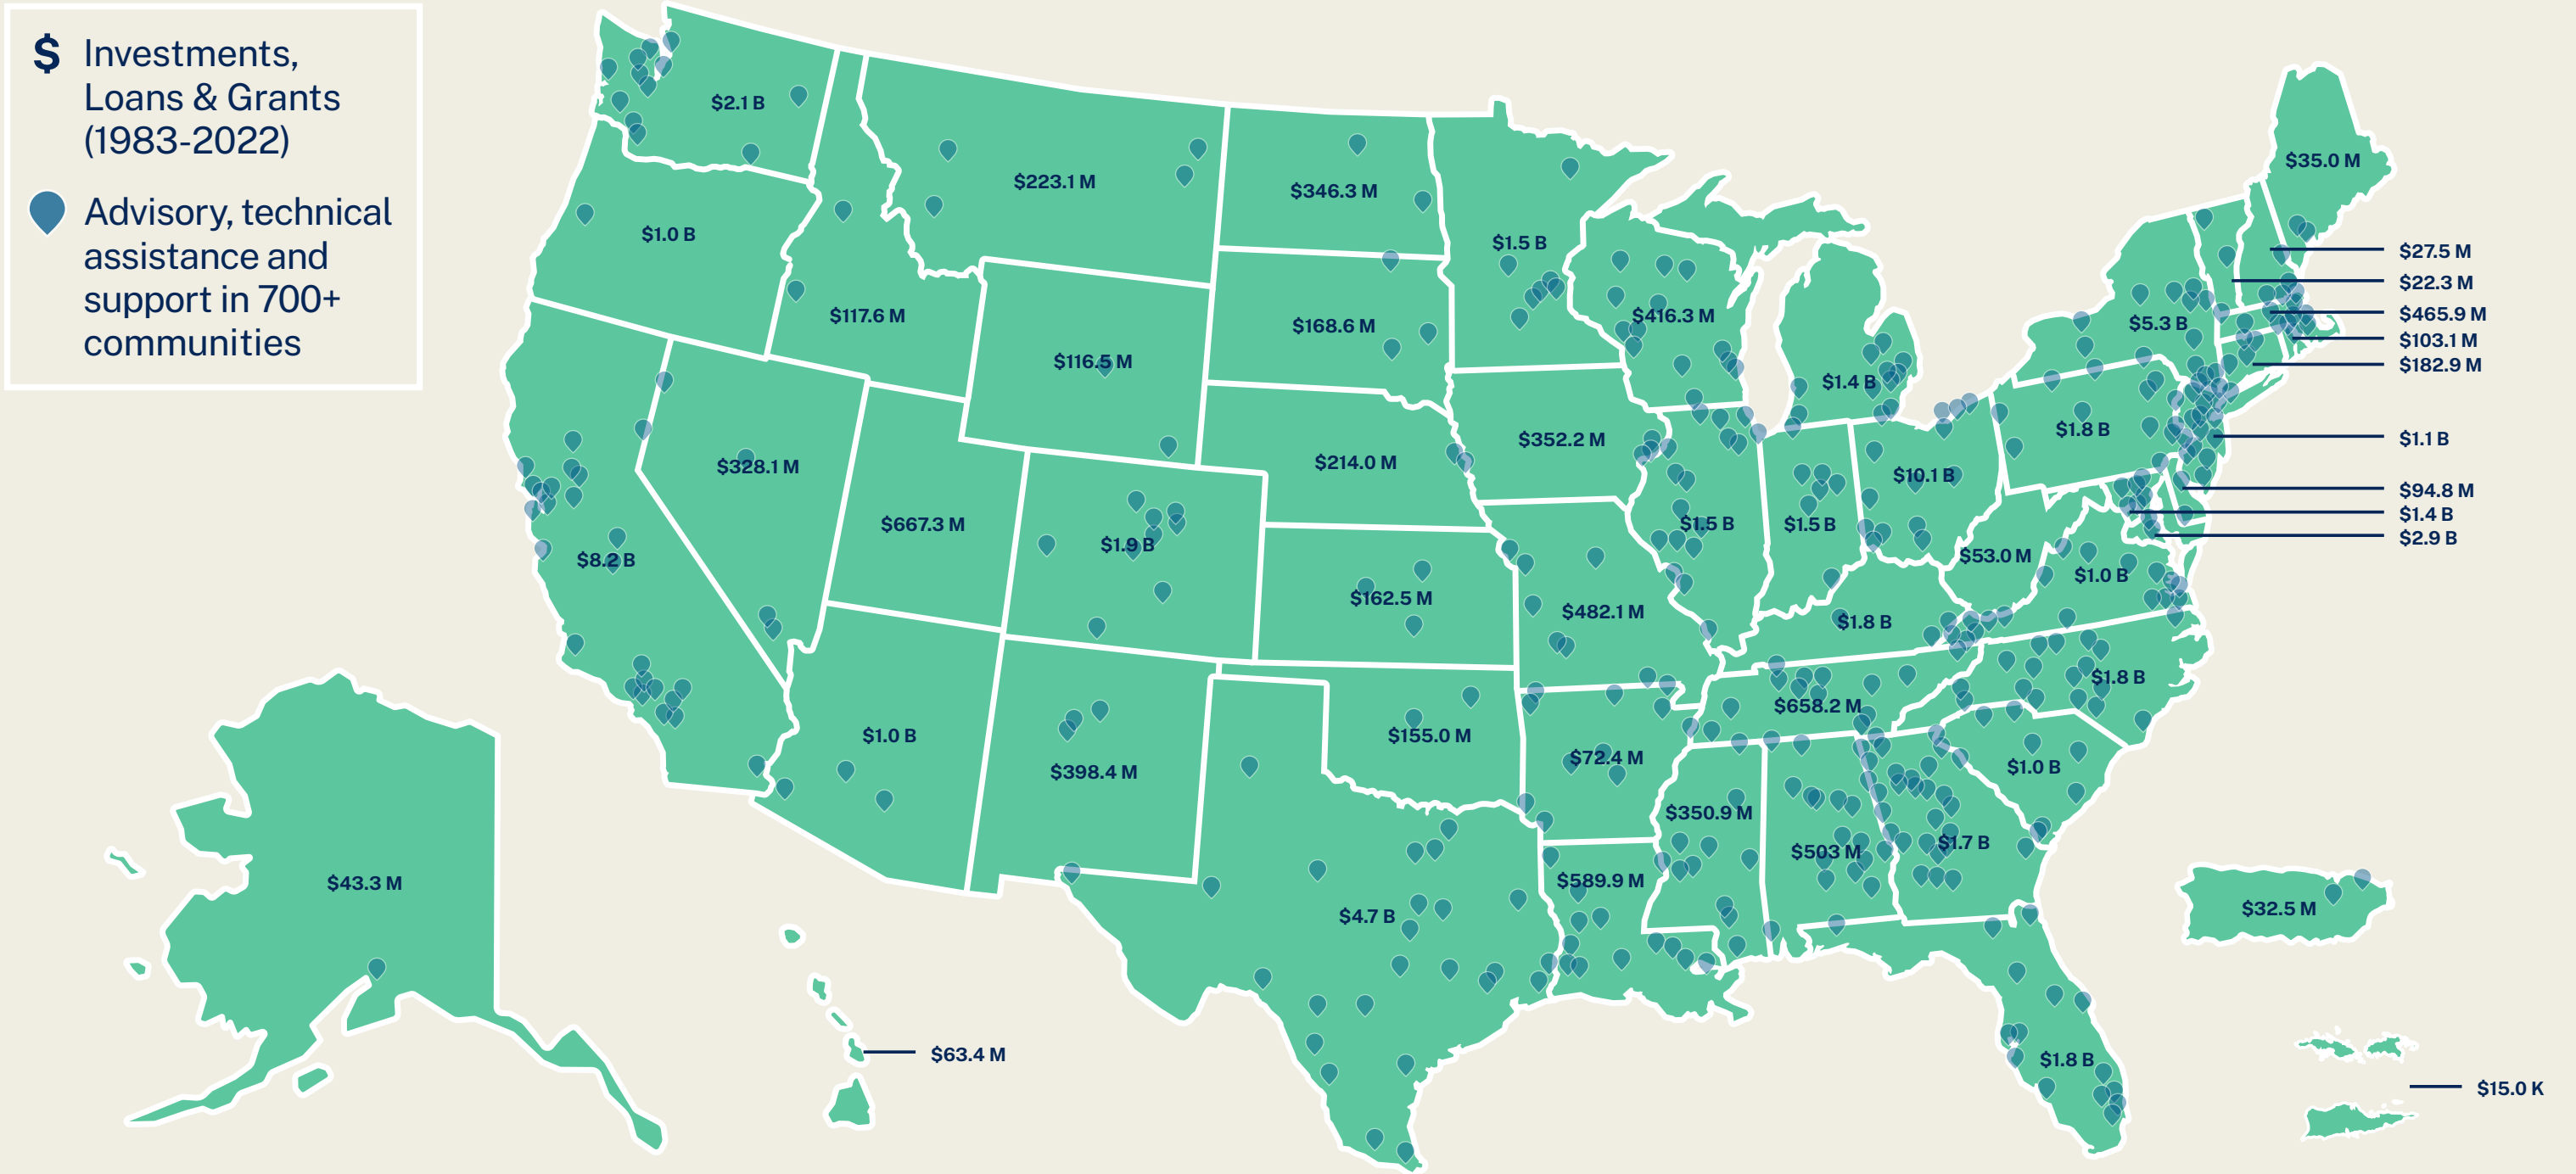 $ Investments,
Loans & Grants
(1983-2022)
Advisory, technical
assistance and
support in 700+
communities
$2.1 B
$1.0 B
$223.1 M
$117.6 M
$116.5 M
$346.3 M
$168.6 M
$214.0 M
$1.5 B
$416.3 M
$352.2 M
$1.4 B
$35.0 M
$5.3 B
$27.5 M
$22.3 M
$465.9 M
$103.1 M
$182.9 M
$1.8 B
$1.1 B
$94.8 M
$1.4 B
$2.9 B
$328.1 M
$8.2 B
$667.3 M
$1.9 B
$162.5 M
$482.1 M
$1.5 B
$1.5 B
$10.1 B
$53.0 M
$1.0 B
$1.8 B
$1.8 B
$658.2 M
$1.0 B
$398.4 M
$155.0 M
$72.4 M
$350.9 M
$503 M
$1.7 B
$1.0 B
$589.9 M
$4.7 B
$1.8 B
$43.3 M
$63.4 M
$32.5 M
$15.0 K